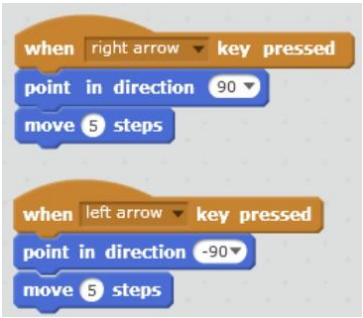 when right arrow key pressed
point in direction 90
move 5 steps
when left arrow key pressed
point in direction -90
move 5 steps